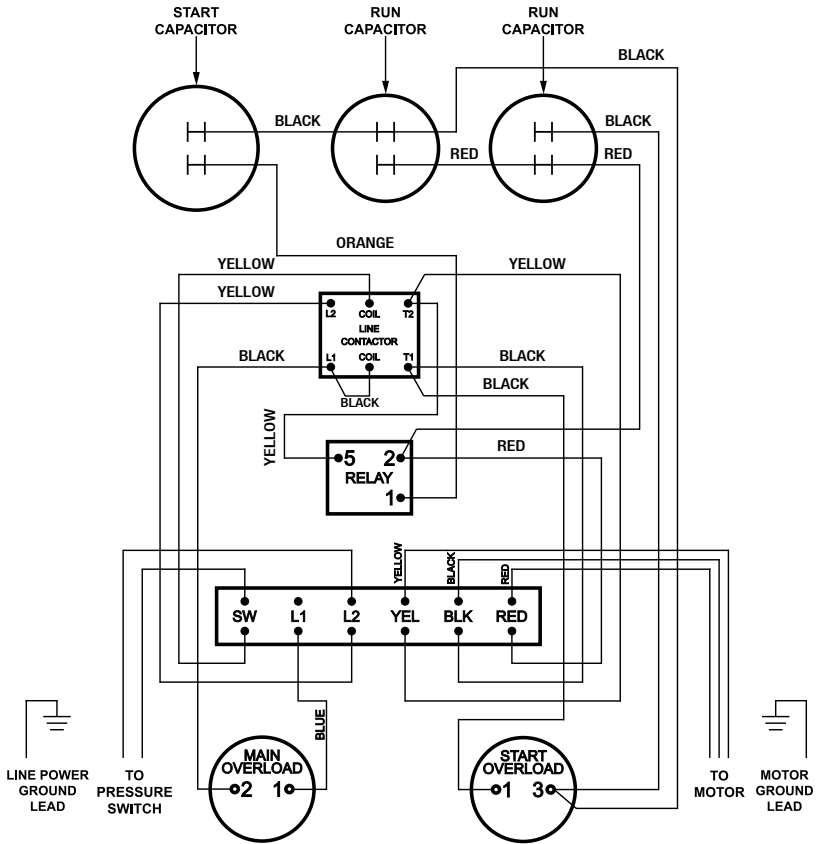 START
CAPACITOR
RUN
CAPACITOR
RUN
CAPACITOR
BLACK
BLACK
BLACK
RED
RED
ORANGE
YELLOW
YELLOW
YELLOW
L2
COIL
T2
LINE
CONTACTOR
L1
COIL
T1
BLACK
BLACK
BLACK
BLACK
YELLOW
RED
5
2
RELAY
1
YELLOW
BLACK
RED
SW
L1
L2
YEL
BLK
RED
BLUE
MAIN
OVERLOAD
2
1
START
OVERLOAD
1
3
LINE POWER
GROUND
LEAD
TO
PRESSURE
SWITCH
TO
MOTOR
MOTOR
GROUND
LEAD